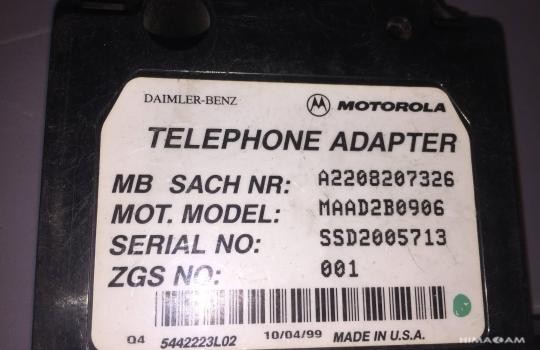 DAIMLER-BENZ MOTOROLA
TELEPHONE ADAPTER
MB SACH NR: A2208207326
MOT. MODEL: MAAD2B0906
SERIAL NO: SSD2005713
ZGS NO: 001
Q4 5442223L02 10/04/99 MADE IN U.S.A.